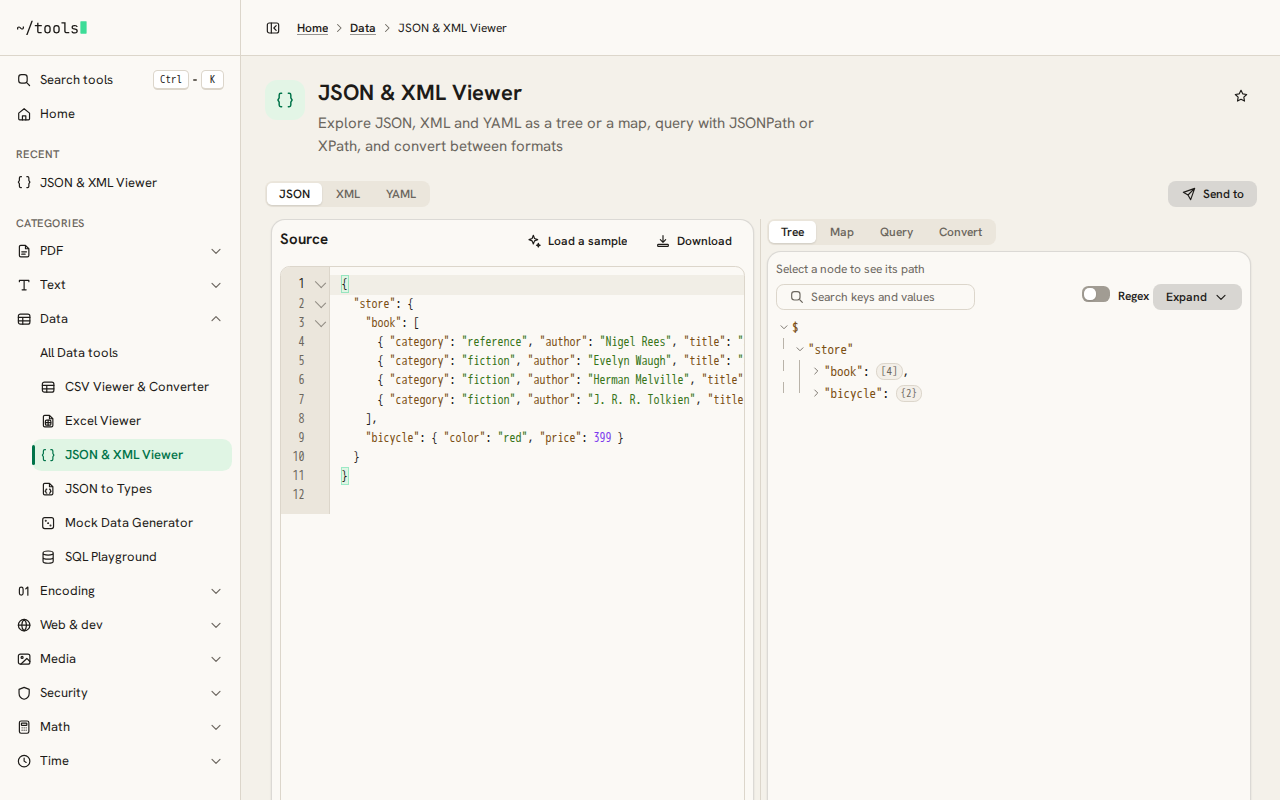 ~/tools
Home > Data > JSON & XML Viewer
Search tools Ctrl - K
Home
RECENT
JSON & XML Viewer
CATEGORIES
PDF
Text
Data
All Data tools
CSV Viewer & Converter
Excel Viewer
JSON & XML Viewer
JSON to Types
Mock Data Generator
SQL Playground
01 Encoding
Web & dev
Media
Security
Math
Time
{ } JSON & XML Viewer
Explore JSON, XML and YAML as a tree or a map, query with JSONPath or
XPath, and convert between formats
JSON XML YAML
Send to
Source
Load a sample Download
1 {
2 "store": {
3 "book": [
4 { "category": "reference", "author": "Nigel Rees", "title": "
5 { "category": "fiction", "author": "Evelyn Waugh", "title": "
6 { "category": "fiction", "author": "Herman Melville", "title"
7 { "category": "fiction", "author": "J. R. R. Tolkien", "title
8 ],
9 "bicycle": { "color": "red", "price": 399 }
10 }
11 }
12
Tree Map Query Convert
Select a node to see its path
Search keys and values Regex Expand
$
"store"
"book": [4],
"bicycle": {2}